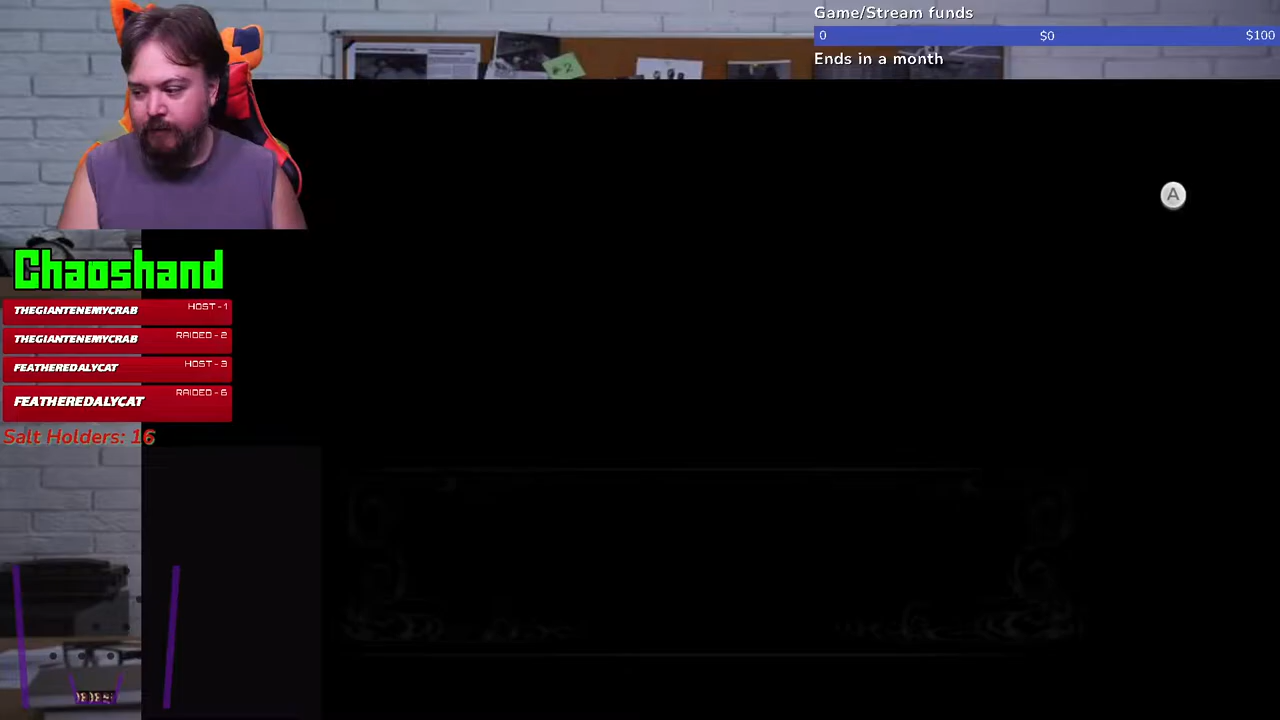 Game/Stream funds
0 $0 $100
Ends in a month
#2
A
Chaoshand
THEGIANTENEMYCRAB HOST - 1
THEGIANTENEMYCRAB RAIDED - 2
FEATHEREDALYCAT HOST - 3
FEATHEREDALYCAT RAIDED - 6
Salt Holders: 16